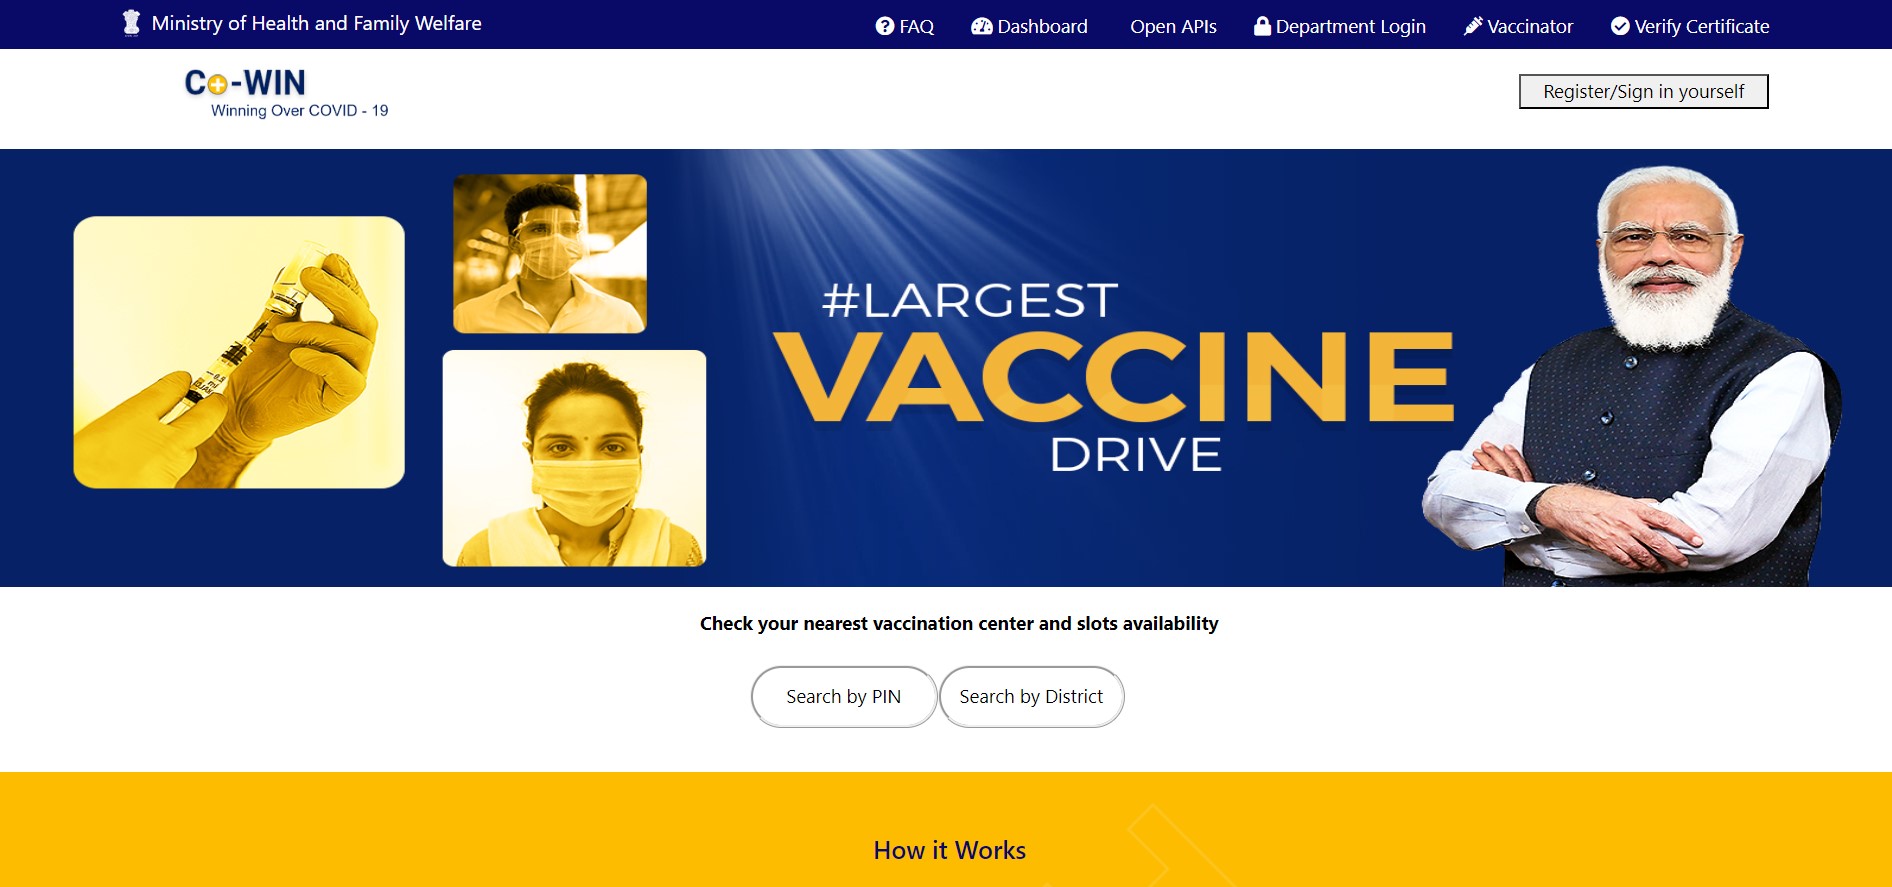 Ministry of Health and Family Welfare
FAQ
Dashboard
Open APIs
Department Login
Vaccinator
Verify Certificate
Co-WIN
Winning Over COVID - 19
Register/Sign in yourself
#LARGEST
VACCINE
DRIVE
Check your nearest vaccination center and slots availability
Search by PIN
Search by District
How it Works